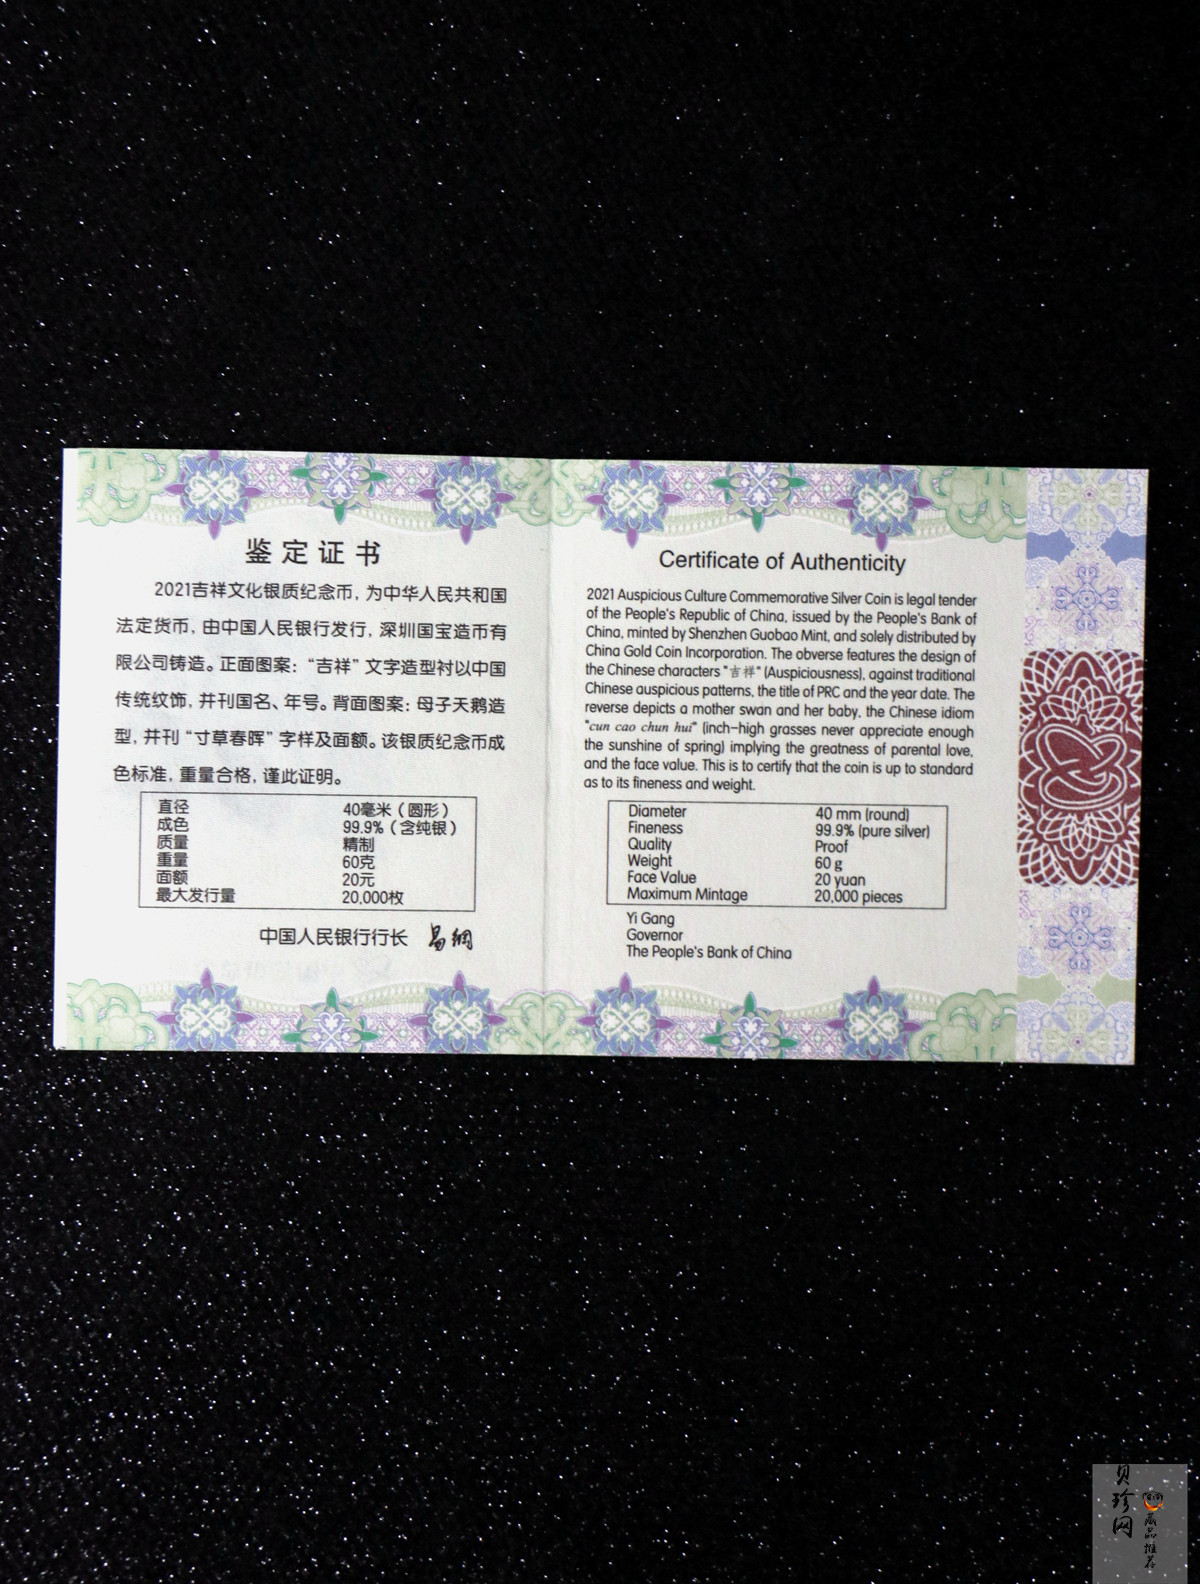 鉴定证书
2021吉祥文化银质纪念币，为中华人民共和国
法定货币，由中国人民银行发行，深圳国宝造币有
限公司铸造。正面图案：“吉祥”文字造型衬以中国
传统纹饰，并刊国名、年号。背面图案：母子天鹅造
型，并刊“寸草春晖”字样及面额。该银质纪念币成
色标准，重量合格，谨此证明。
直径 40毫米（圆形）
成色 99.9%（含纯银）
质量 精制
重量 60克
面额 20元
最大发行量 20,000枚
中国人民银行行长 易纲
Certificate of Authenticity
2021 Auspicious Culture Commemorative Silver Coin is legal tender
of the People's Republic of China, issued by the People's Bank of
China, minted by Shenzhen Guobao Mint, and solely distributed by
China Gold Coin Incorporation. The obverse features the design of
the Chinese characters "吉祥" (Auspiciousness), against traditional
Chinese auspicious patterns, the title of PRC and the year date. The
reverse depicts a mother swan and her baby, the Chinese idiom
"cun cao chun hui" (inch-high grasses never appreciate enough
the sunshine of spring) implying the greatness of parental love,
and the face value. This is to certify that the coin is up to standard
as to its fineness and weight.
Diameter 40 mm (round)
Fineness 99.9% (pure silver)
Quality Proof
Weight 60 g
Face Value 20 yuan
Maximum Mintage 20,000 pieces
Yi Gang
Governor
The People's Bank of China
贝珍网
藏品推荐